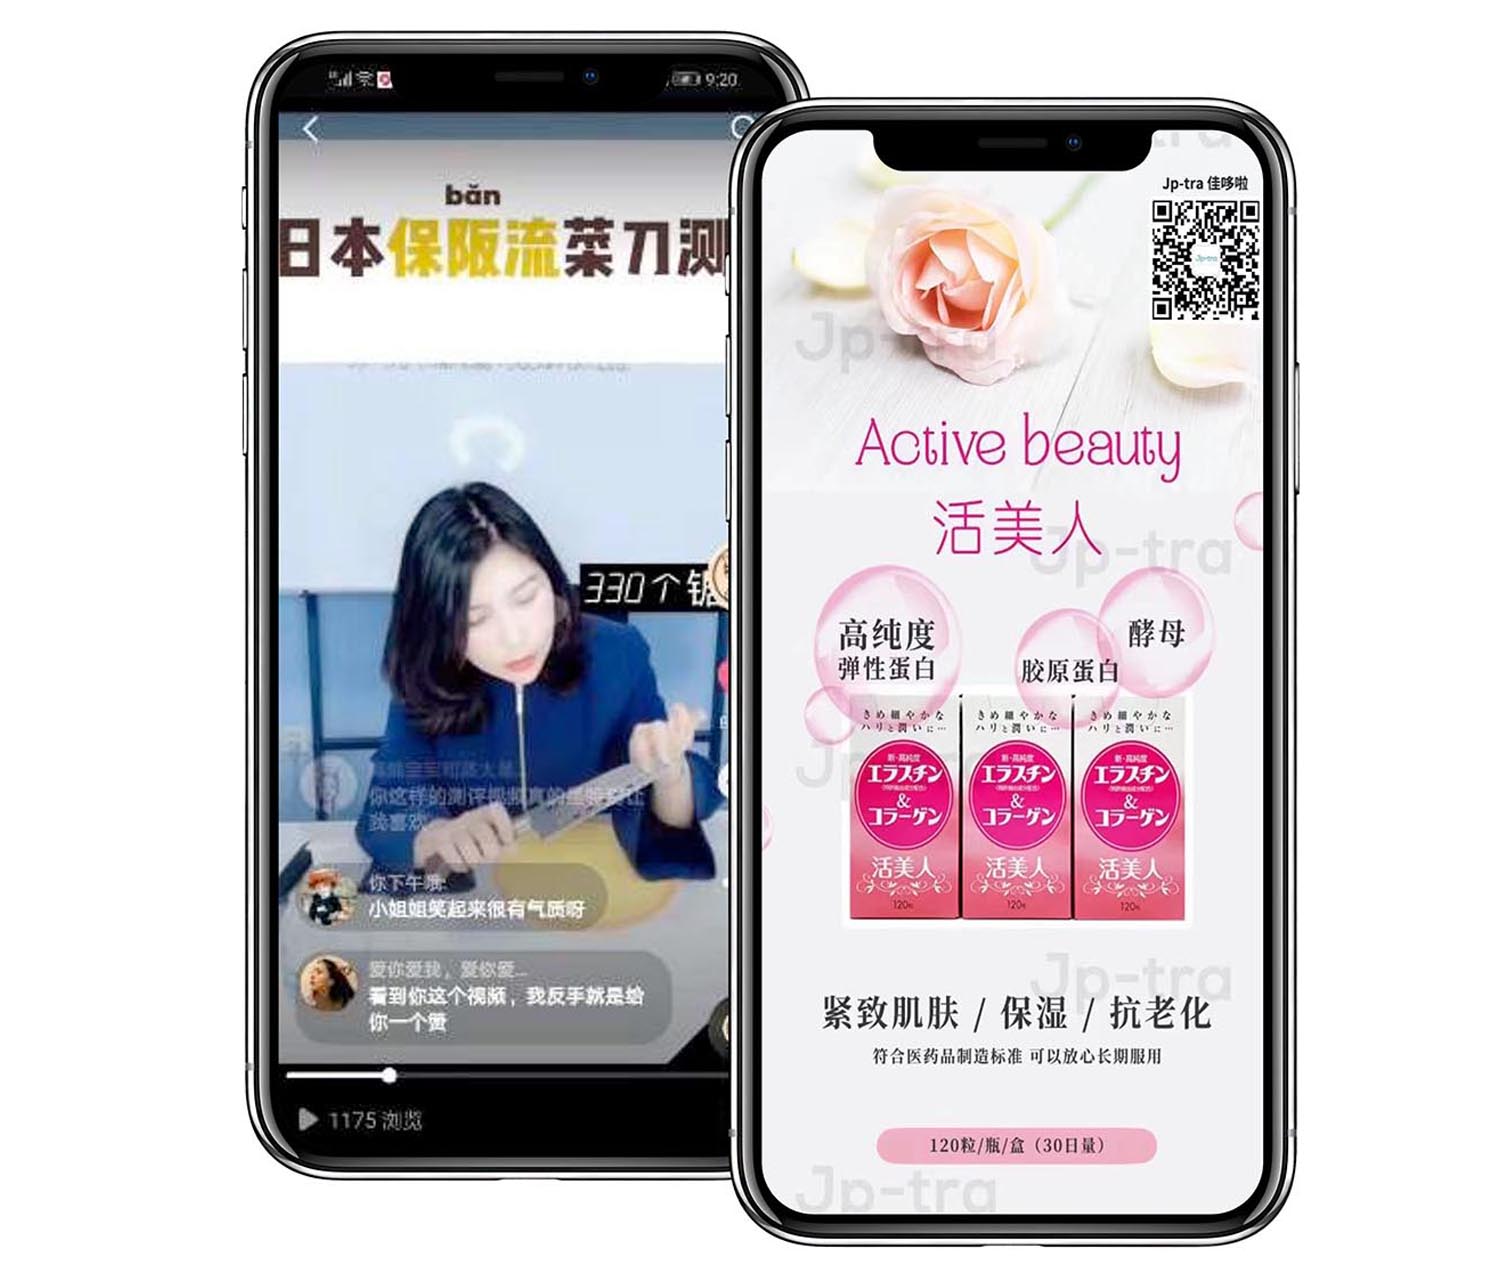 9:20
bǎn
日本保阪流菜刀测
330个锯
你这样的测评视频真的是
我喜欢
你下午哦:
小姐姐笑起来很有气质呀
爱你爱我，爱你爱...
看到你这个视频，我反手就是给
你一个赞
1175 浏览
Jp-tra 佳哆啦
Jp-tra
Jp-tra
Active beauty
活美人
Jp-tra
高纯度
弹性蛋白
胶原蛋白
酵母
きめ細やかな
ハリと潤いに…
新・高純度
エラスチン
&
コラーゲン
活美人
120粒
きめ細やかな
ハリと潤いに…
新・高純度
エラスチン
&
コラーゲン
活美人
120粒
きめ細やかな
ハリと潤いに…
新・高純度
エラスチン
&
コラーゲン
活美人
120粒
Jp-tra
紧致肌肤 / 保湿 / 抗老化
符合医药品制造标准 可以放心长期服用
120粒/瓶/盒（30日量）
Jp-tra